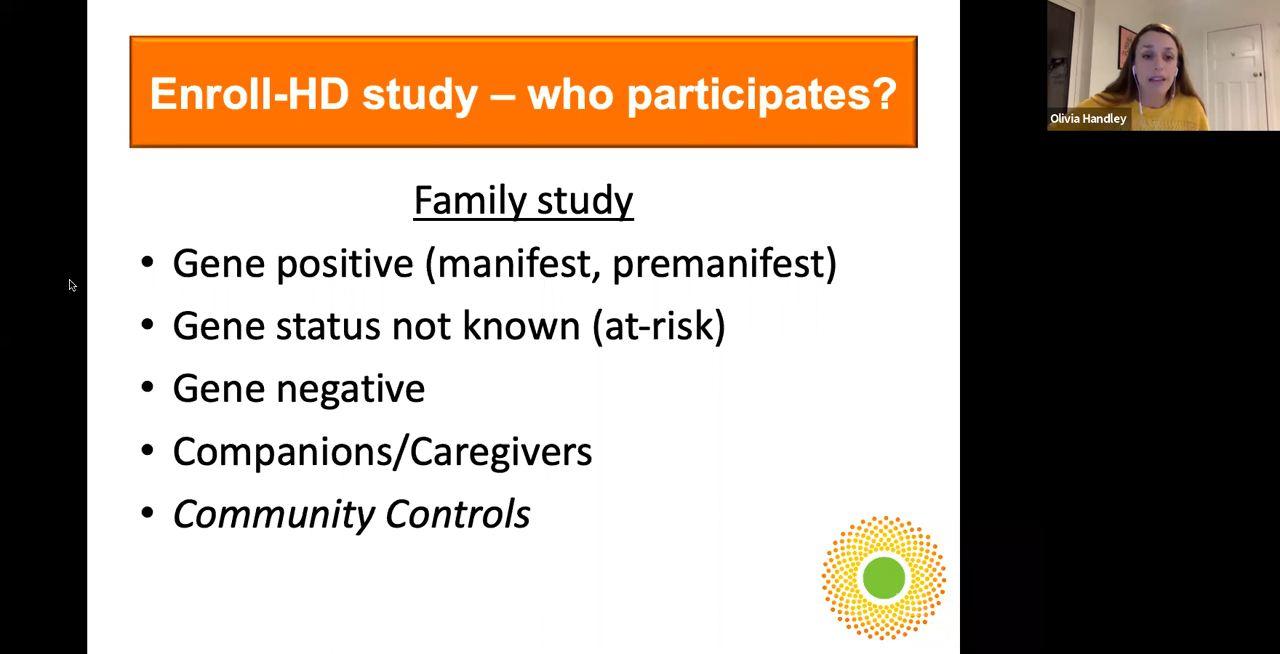 Enroll-HD study – who participates?
Family study
• Gene positive (manifest, premanifest)
• Gene status not known (at-risk)
• Gene negative
• Companions/Caregivers
• Community Controls
Olivia Handley